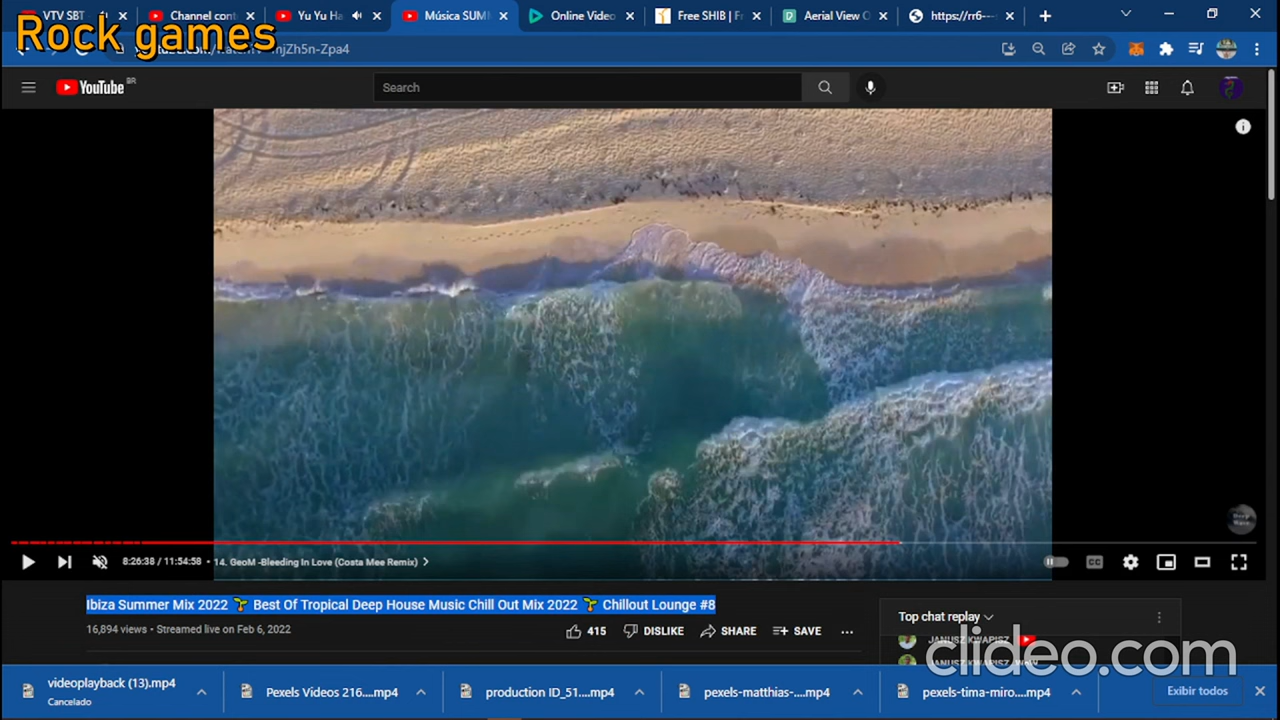 VTV SBT
Channel cont
Yu Yu Ha
Música SUM
Online Video
Free SHIB | F
Aerial View O
https://rr6---
Rock games
YouTube BR
Search
8:26:38 / 11:54:58 • 14. GeoM -Bleeding In Love (Costa Mee Remix)
CC
Ibiza Summer Mix 2022 🌴 Best Of Tropical Deep House Music Chill Out Mix 2022 🌴 Chillout Lounge #8
16,894 views • Streamed live on Feb 6, 2022
415
DISLIKE
SHARE
SAVE
Top chat replay
JANUSZ KWAPISZ
clideo.com
videoplayback (13).mp4
Cancelado
Pexels Videos 216....mp4
production ID_51....mp4
pexels-matthias-....mp4
pexels-tima-miro....mp4
Exibir todos